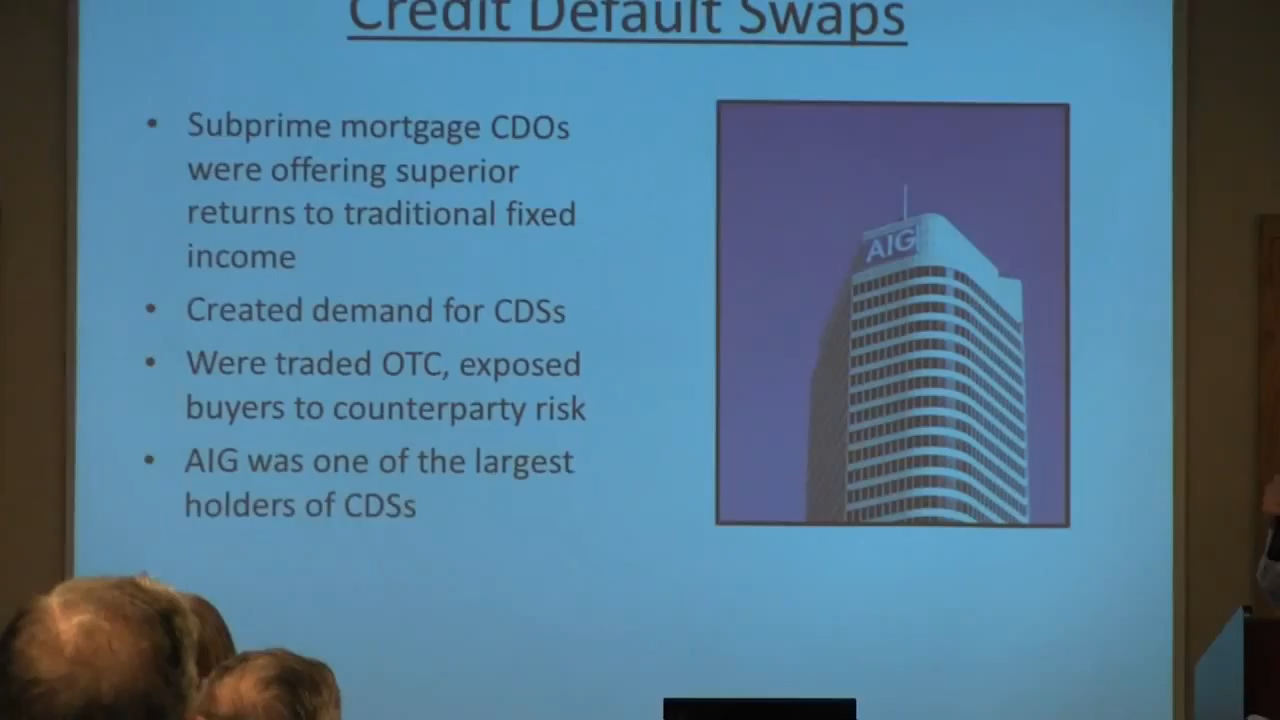 Credit Default Swaps
• Subprime mortgage CDOs
were offering superior
returns to traditional fixed
income
• Created demand for CDSs
• Were traded OTC, exposed
buyers to counterparty risk
• AIG was one of the largest
holders of CDSs
AIG